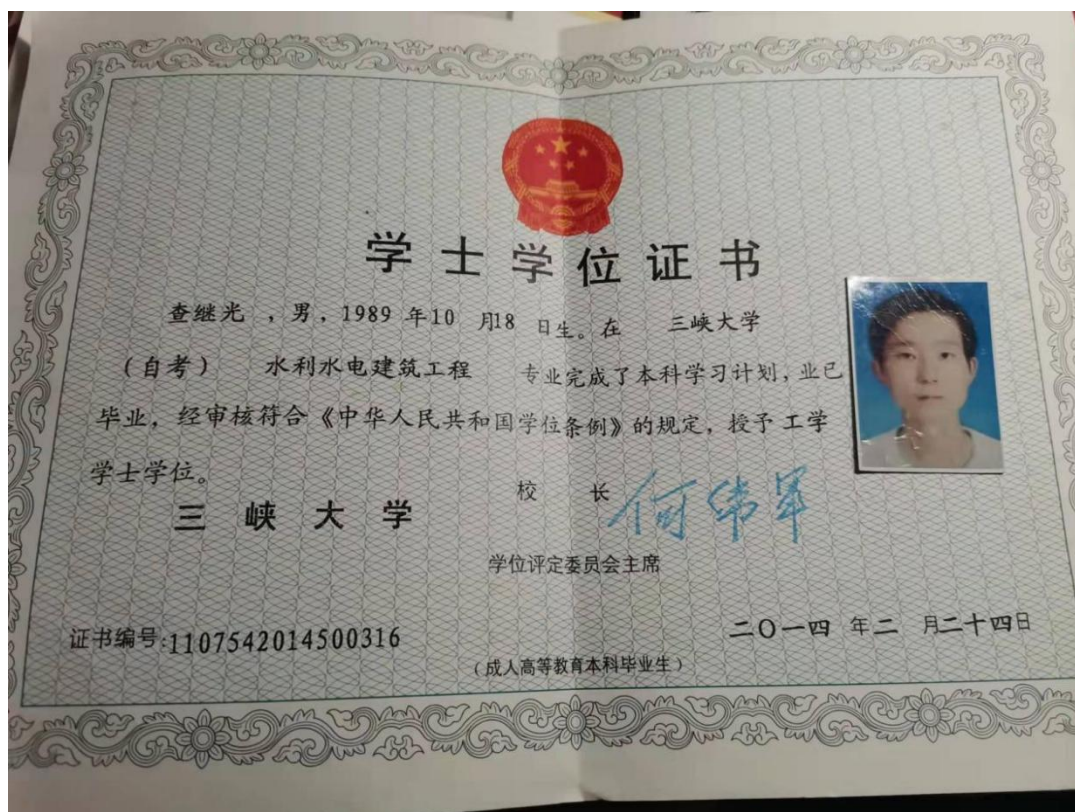 学士学位证书
查继光 ,男, 1989 年10 月18 日生。在 三峡大学
(自考) 水利水电建筑工程 专业完成了本科学习计划,业已
毕业, 经审核符合《中华人民共和国学位条例》的规定, 授予 工学
学士学位。
校 长 何伟军
三 峡 大 学
学位评定委员会主席
证书编号:1107542014500316
二〇一四 年二 月二十四日
(成人高等教育本科毕业生)